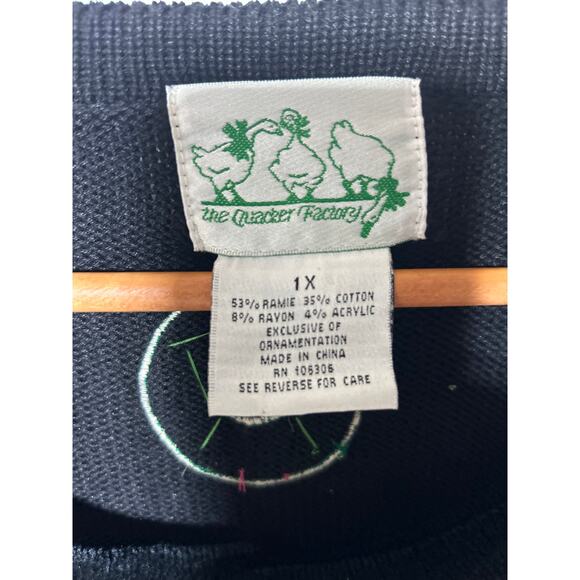 the Quacker Factory
1X
53% RAMIE 35% COTTON
8% RAYON 4% ACRYLIC
EXCLUSIVE OF
ORNAMENTATION
MADE IN CHINA
RN 106306
SEE REVERSE FOR CARE